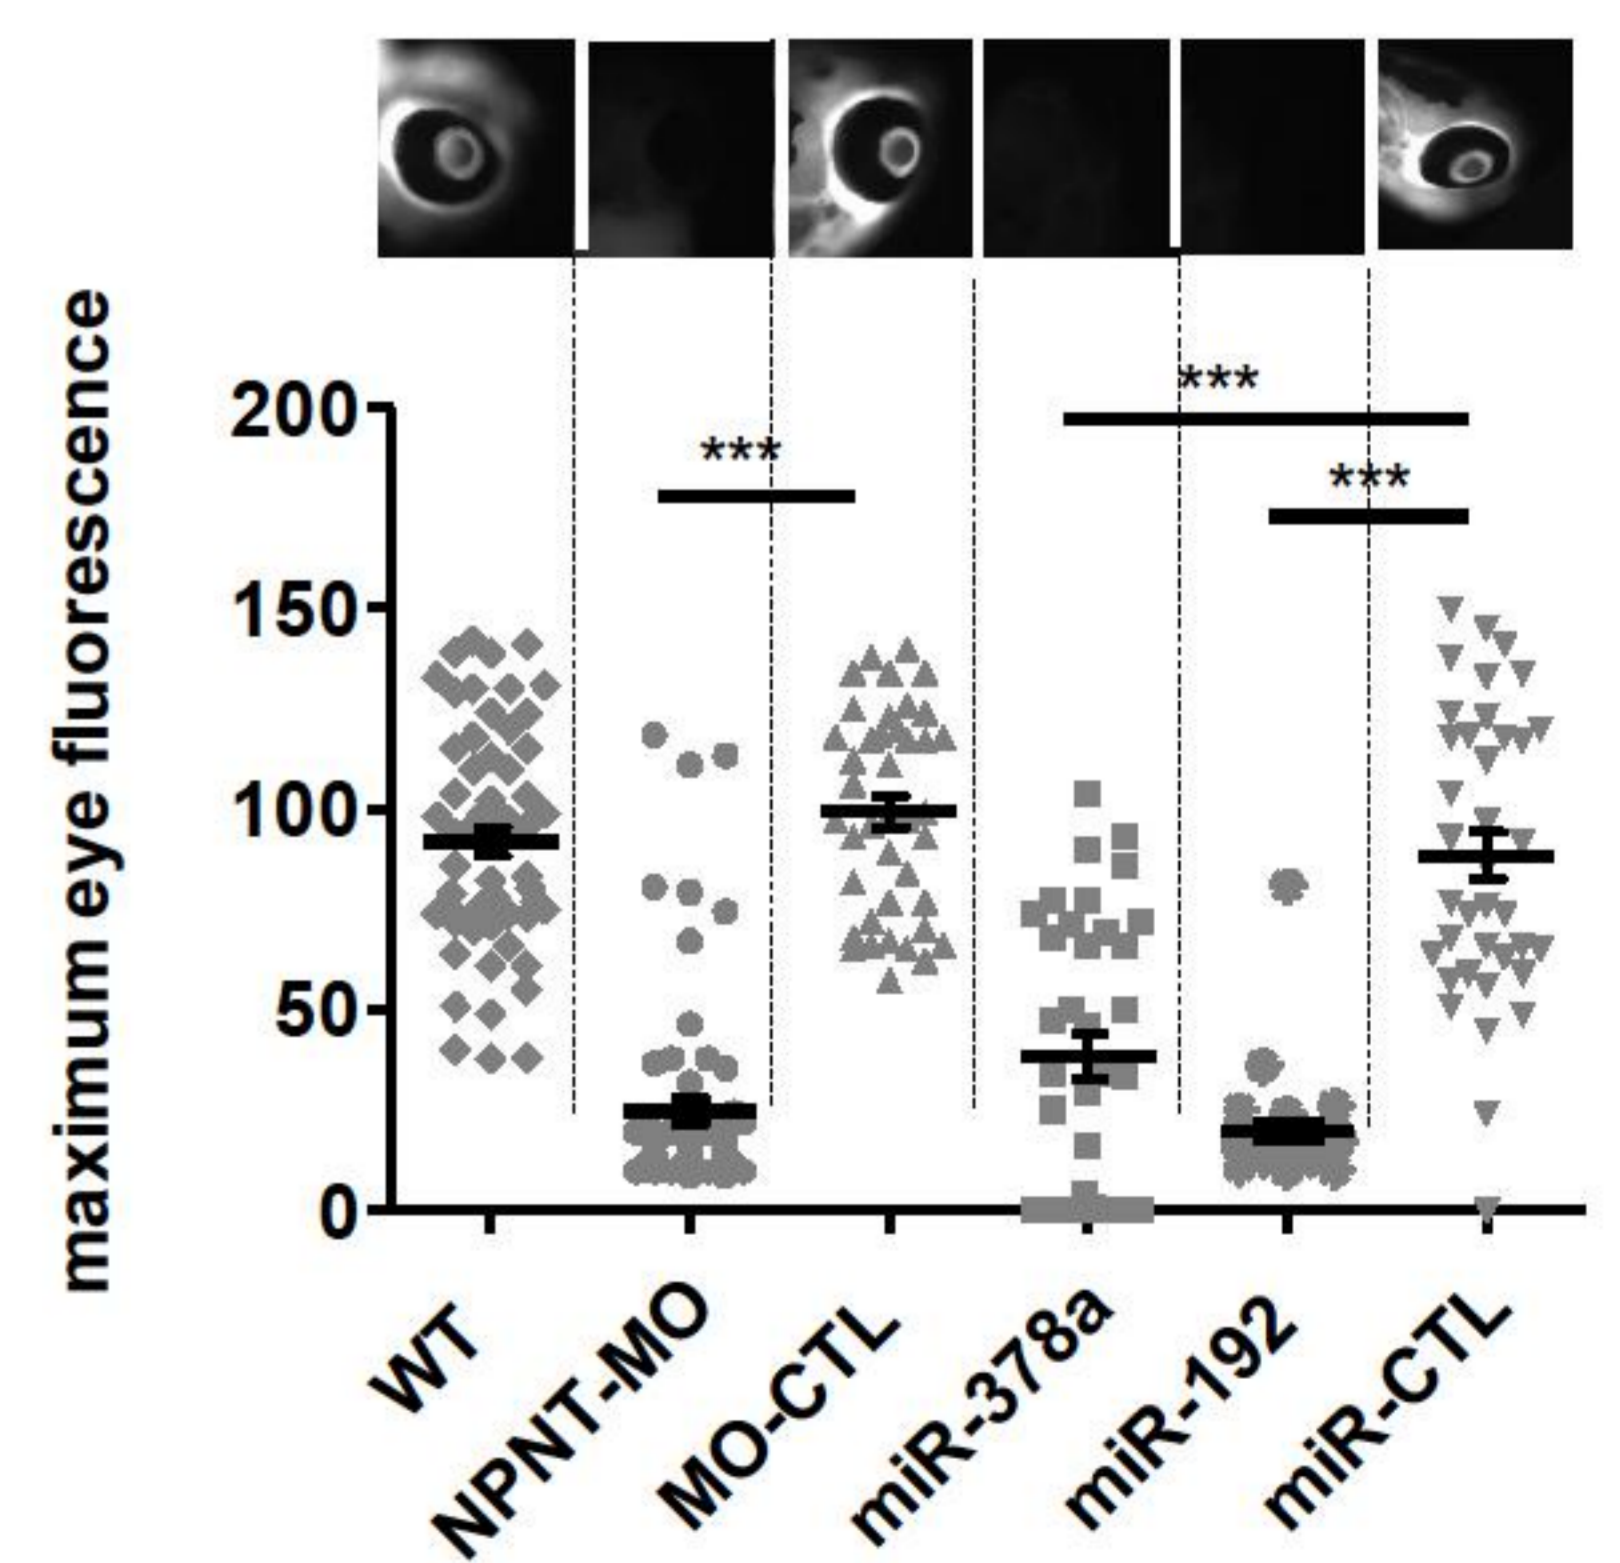 maximum eye fluorescence
200
150
100
50
0
***
***
***
WT
NPNT-MO
MO-CTL
miR-378a
miR-192
miR-CTL